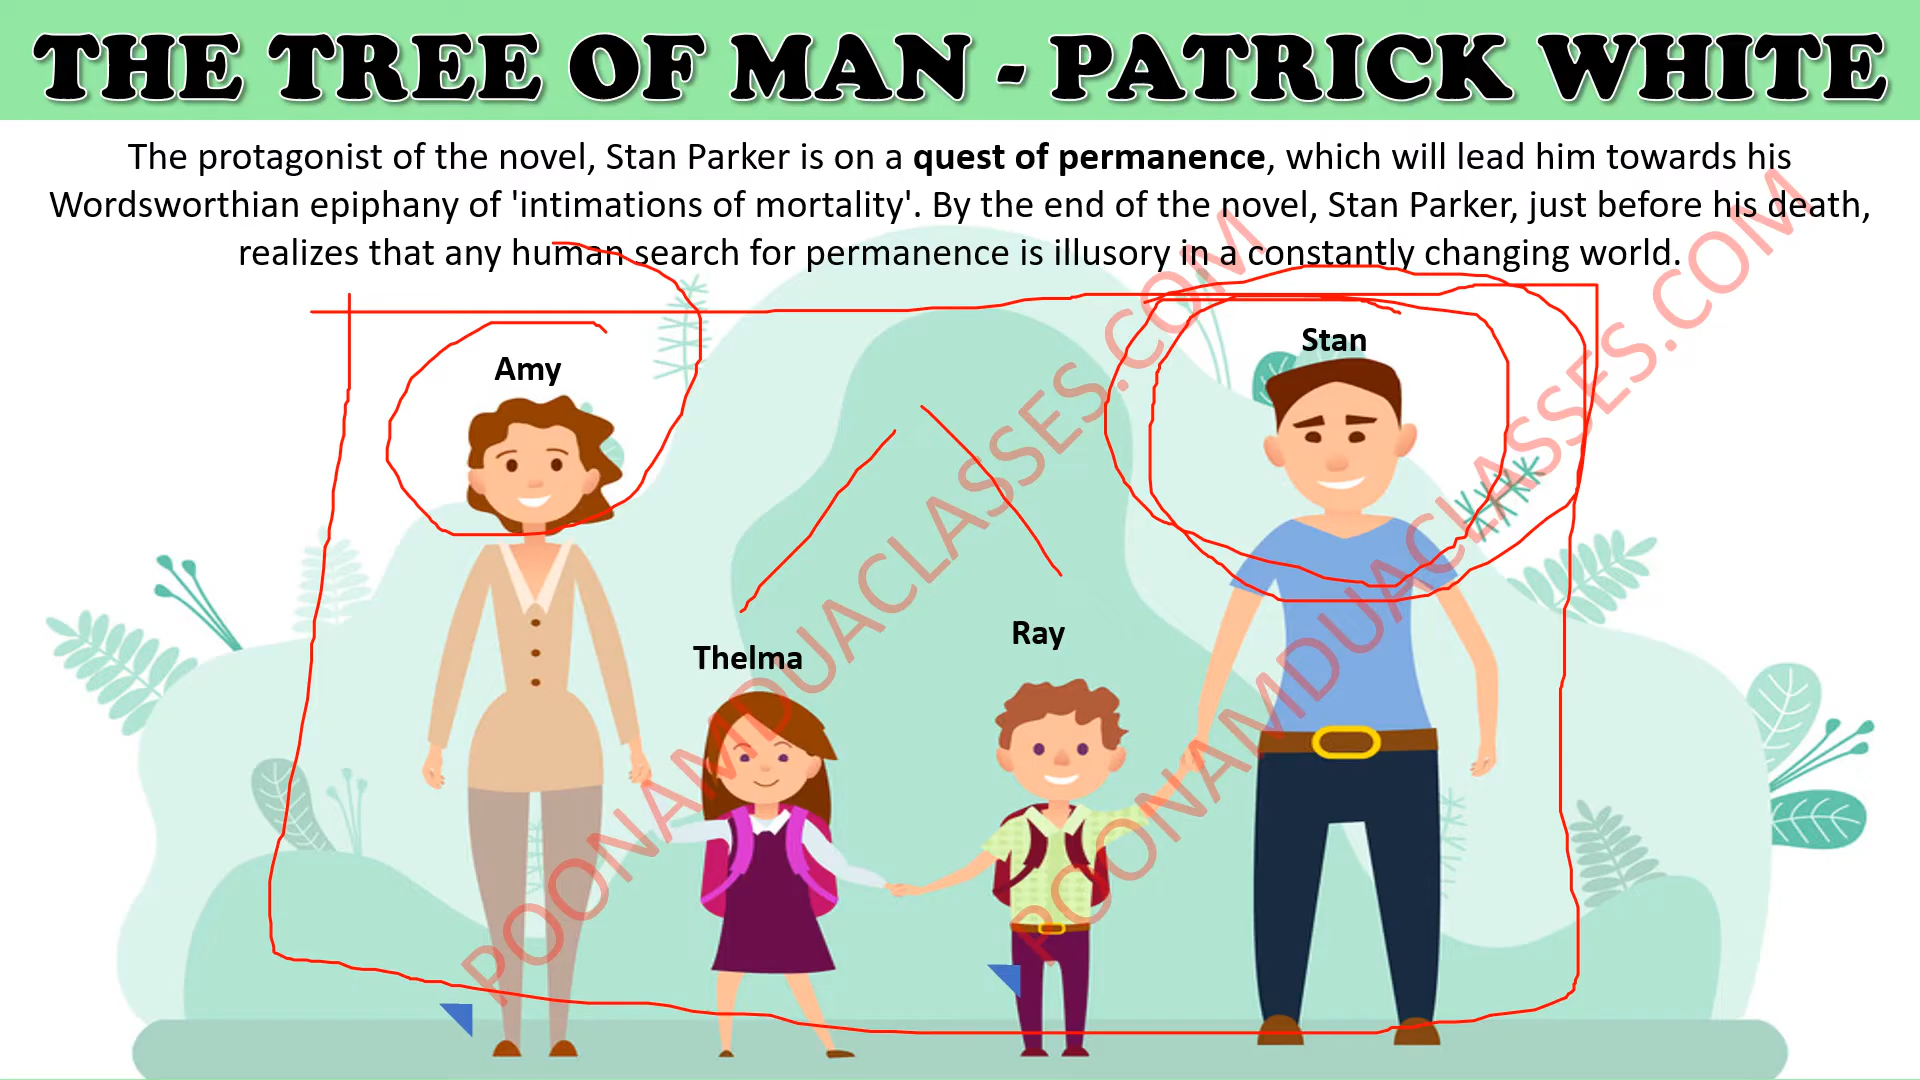 THE TREE OF MAN - PATRICK WHITE
The protagonist of the novel, Stan Parker is on a quest of permanence, which will lead him towards his
Wordsworthian epiphany of 'intimations of mortality'. By the end of the novel, Stan Parker, just before his death,
realizes that any human search for permanence is illusory in a constantly changing world.
Stan
Amy
Ray
Thelma
POONAMDUACLASSES.COM
POONAMDUACLASSES.COM